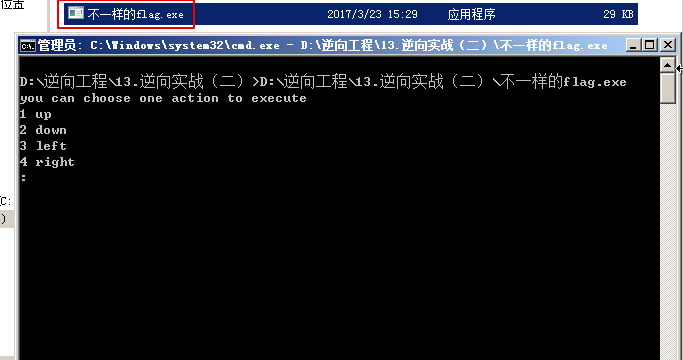 位置
不一样的flag.exe 2017/3/23 15:29 应用程序 29 KB
管理员: C:\Windows\system32\cmd.exe - D:\逆向工程\13.逆向实战（二）\不一样的flag.exe
C:\.
D:\逆向工程\13.逆向实战（二）>D:\逆向工程\13.逆向实战（二）\不一样的flag.exe
you can choose one action to execute
1 up
2 down
3 left
4 right
:
(C:
)